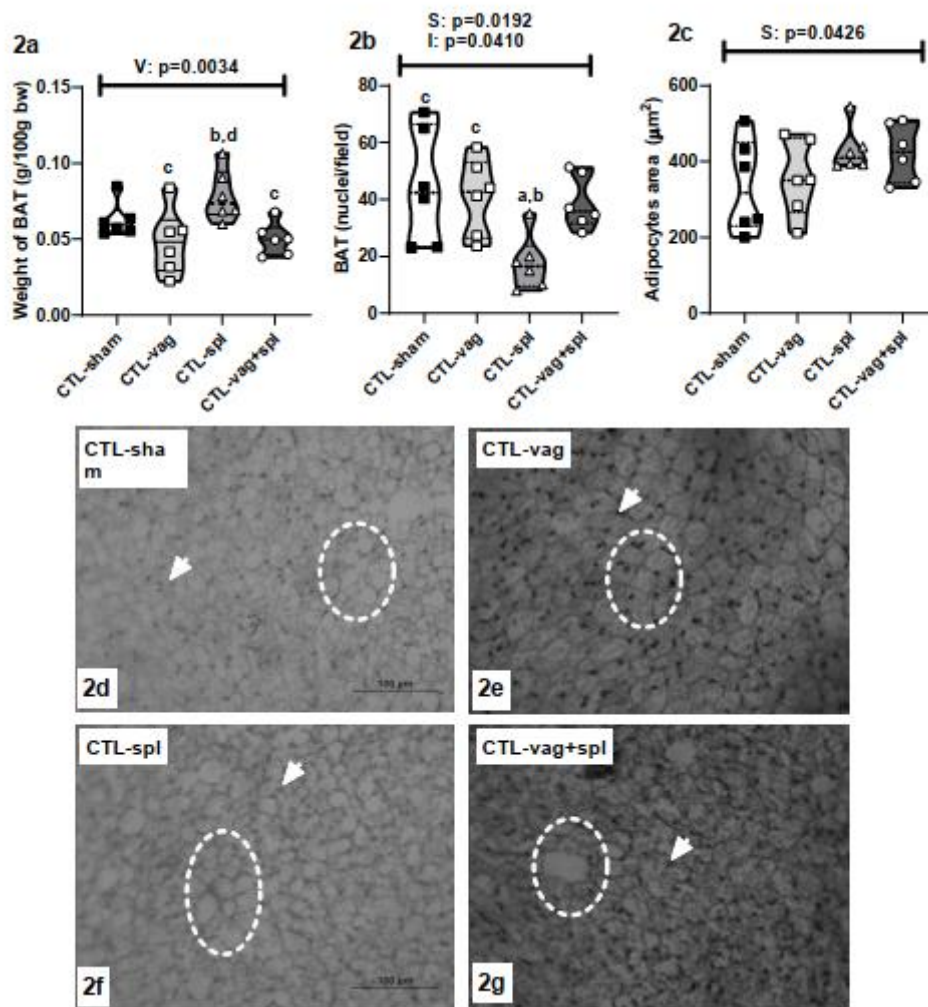 2a
V: p=0.0034
Weight of BAT (g/100g bw)
0.15
0.10
0.05
0.00
c
b,d
c
CTL-sham
CTL-vag
CTL-spl
CTL-vag+spl
2b
S: p=0.0192
I: p=0.0410
BAT (nuclei/field)
80
60
40
20
0
c
c
a,b
CTL-sham
CTL-vag
CTL-spl
CTL-vag+spl
2c
S: p=0.0426
Adipocytes area (µm²)
600
400
200
0
CTL-sham
CTL-vag
CTL-spl
CTL-vag+spl
CTL-sha
m
100 µm
2d
CTL-vag
2e
CTL-spl
100 µm
2f
CTL-vag+spl
2g